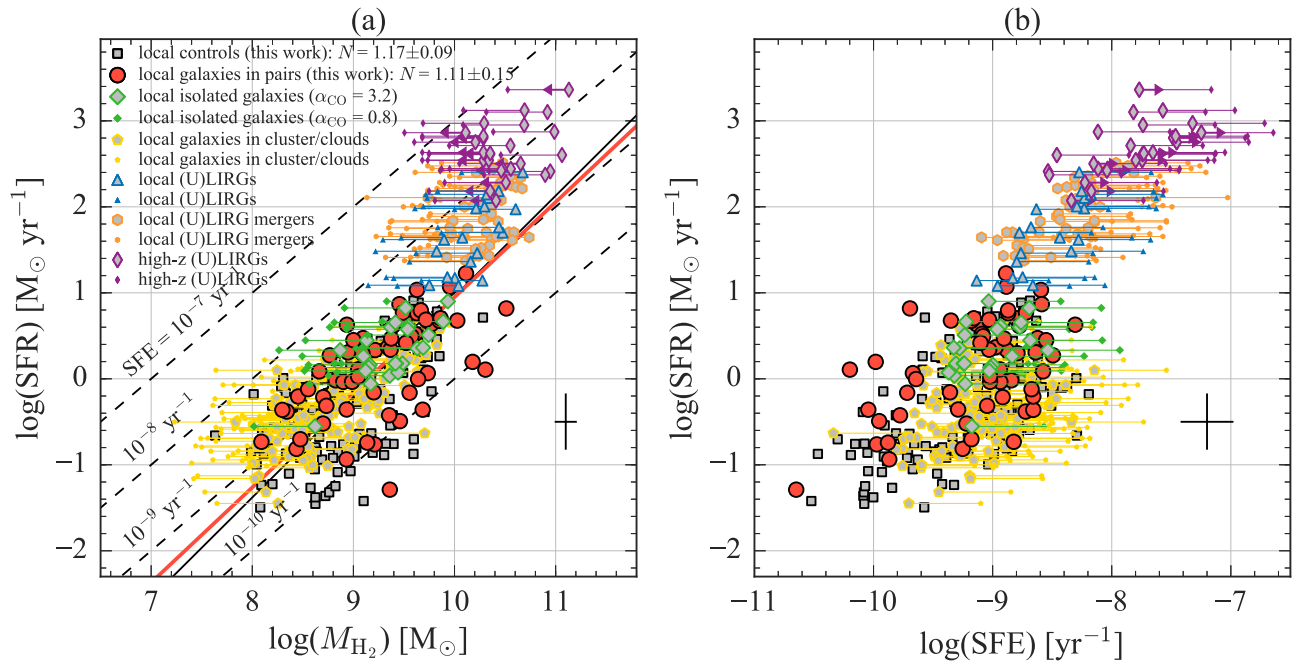 (a)
local controls (this work): N = 1.17±0.09
local galaxies in pairs (this work): N = 1.11±0.15
local isolated galaxies (α_CO = 3.2)
local isolated galaxies (α_CO = 0.8)
local galaxies in cluster/clouds
local galaxies in cluster/clouds
local (U)LIRGs
local (U)LIRGs
local (U)LIRG mergers
local (U)LIRG mergers
high-z (U)LIRGs
high-z (U)LIRGs
SFE = 10⁻⁷ yr⁻¹
10⁻⁸ yr⁻¹
10⁻⁹ yr⁻¹
10⁻¹⁰ yr⁻¹
3
2
1
0
−1
−2
log(SFR) [M⊙ yr⁻¹]
7 8 9 10 11
log(M_H₂) [M⊙]
(b)
3
2
1
0
−1
−2
log(SFR) [M⊙ yr⁻¹]
−11 −10 −9 −8 −7
log(SFE) [yr⁻¹]